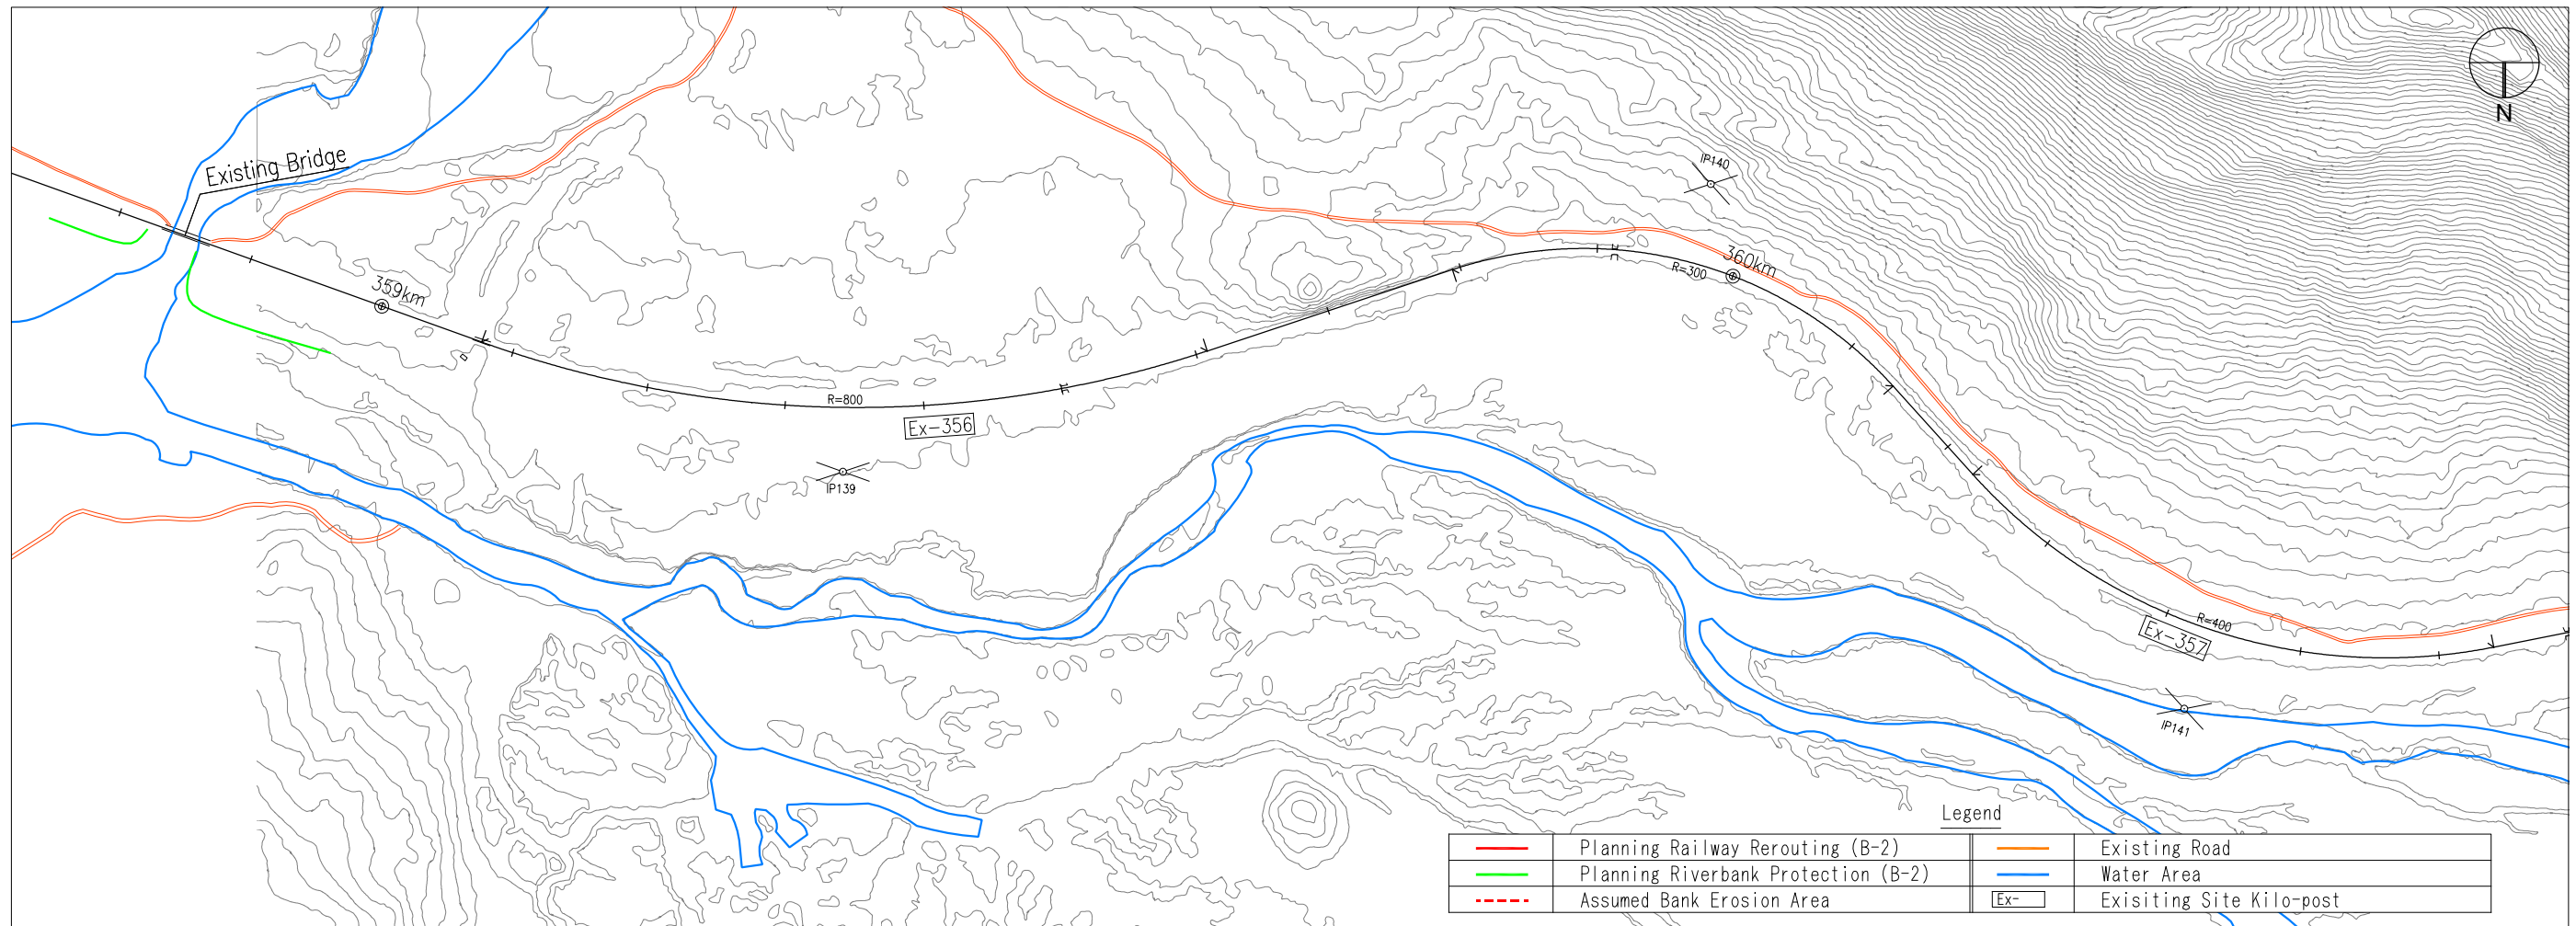 N
Existing Bridge
IP140
359km
R=300
360km
R=800
Ex-356
IP139
R=400
Ex-357
IP141
Legend
Planning Railway Rerouting (B-2)
Existing Road
Planning Riverbank Protection (B-2)
Water Area
Assumed Bank Erosion Area
Ex-
Exisiting Site Kilo-post